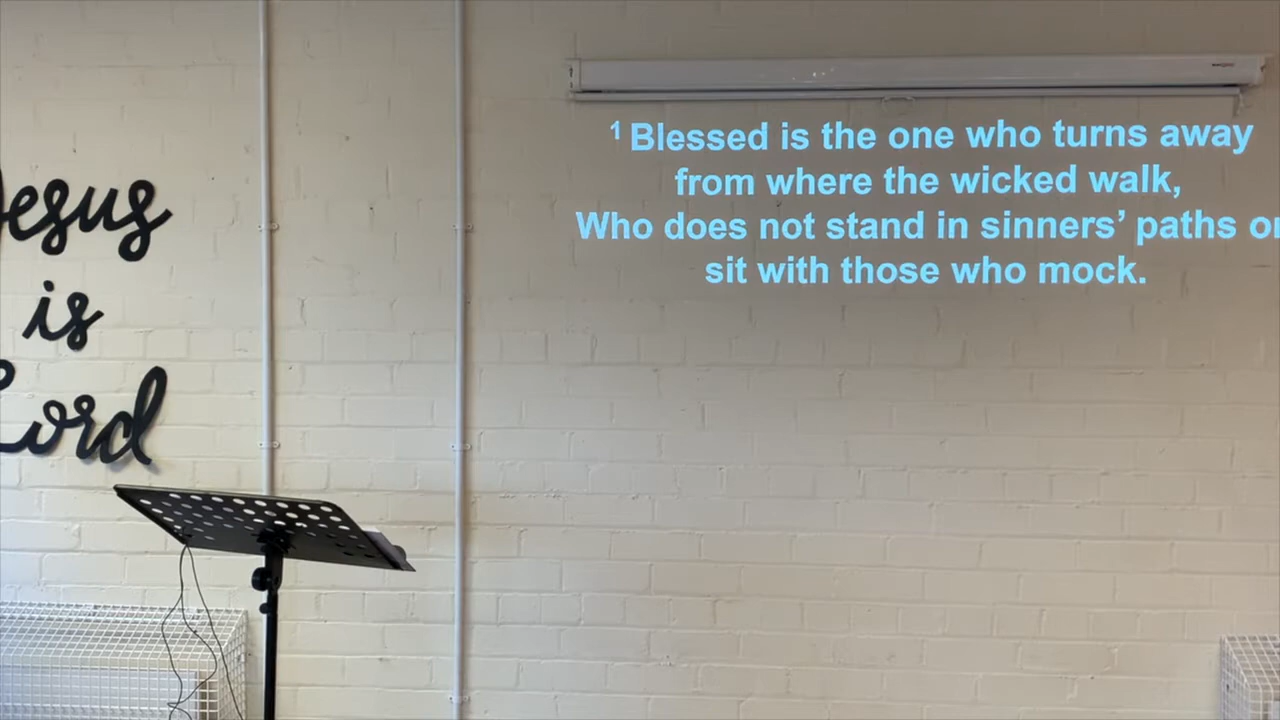 Jesus
is
Lord
1 Blessed is the one who turns away
from where the wicked walk,
Who does not stand in sinners’ paths or
sit with those who mock.